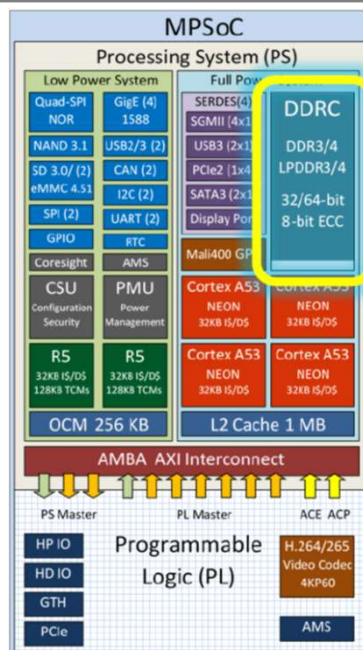 MPSoC
Processing System (PS)
Low Power System
Quad-SPI
NOR
GigE (4)
1588
NAND 3.1
USB2/3 (2)
SD 3.0/ (2)
eMMC 4.51
CAN (2)
I2C (2)
SPI (2)
UART (2)
GPIO
RTC
Coresight
AMS
CSU
Configuration
Security
PMU
Power
Management
R5
32KB I$/D$
128KB TCMs
R5
32KB I$/D$
128KB TCMs
OCM 256 KB
Full Pow
SERDES(4)
SGMII (4x1
USB3 (2x1)
PCIe2 (1x4
SATA3 (2x1
Display Por
DDRC
DDR3/4
LPDDR3/4
32/64-bit
8-bit ECC
Mali400 GP
Cortex A53
NEON
32KB I$/D$
Cortex A53
NEON
32KB I$/D$
Cortex A53
NEON
32KB I$/D$
Cortex A53
NEON
32KB I$/D$
L2 Cache 1 MB
AMBA AXI Interconnect
PS Master
PL Master
ACE ACP
HP IO
HD IO
GTH
PCIe
Programmable
Logic (PL)
H.264/265
Video Codec
4KP60
AMS